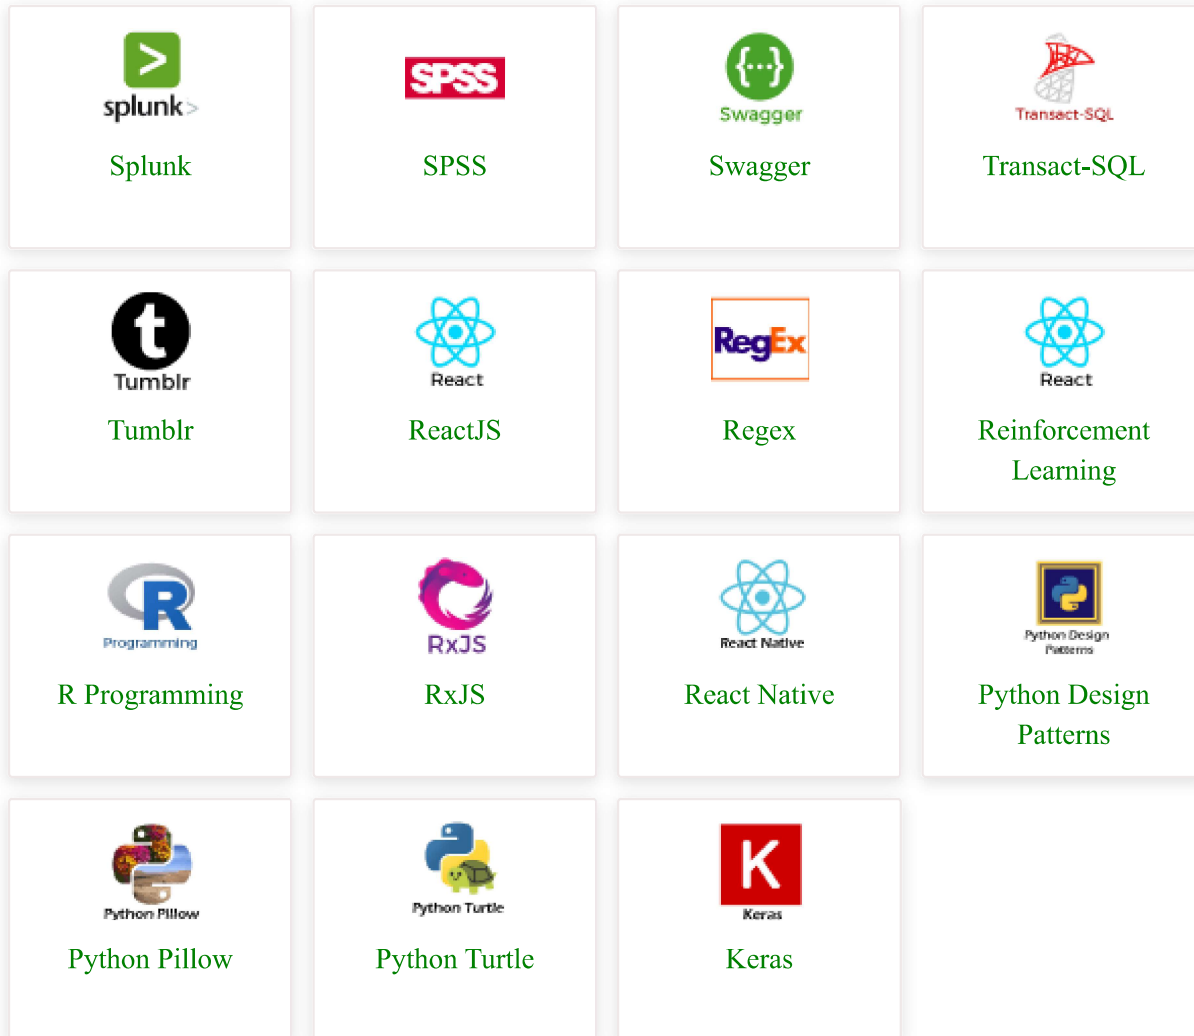 splunk>
Splunk
SPSS
SPSS
Swagger
Swagger
Transact-SQL
Transact-SQL
t
Tumblr
Tumblr
React
ReactJS
RegEx
Regex
React
Reinforcement
Learning
R
Programming
R Programming
RxJS
RxJS
React Native
React Native
Python Design
Patterns
Python Design
Patterns
Python Pillow
Python Pillow
Python Turtle
Python Turtle
K
Keras
Keras